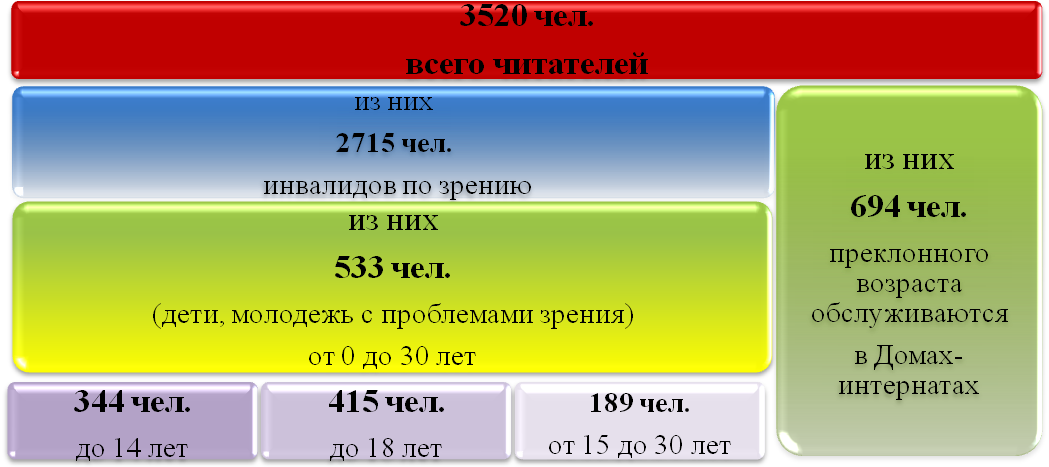 3520 чел.
всего читателей
из них
2715 чел.
инвалидов по зрению
из них
533 чел.
(дети, молодежь с проблемами зрения)
от 0 до 30 лет
344 чел.
до 14 лет
415 чел.
до 18 лет
189 чел.
от 15 до 30 лет
из них
694 чел.
преклонного
возраста
обслуживаются
в Домах-
интернатах